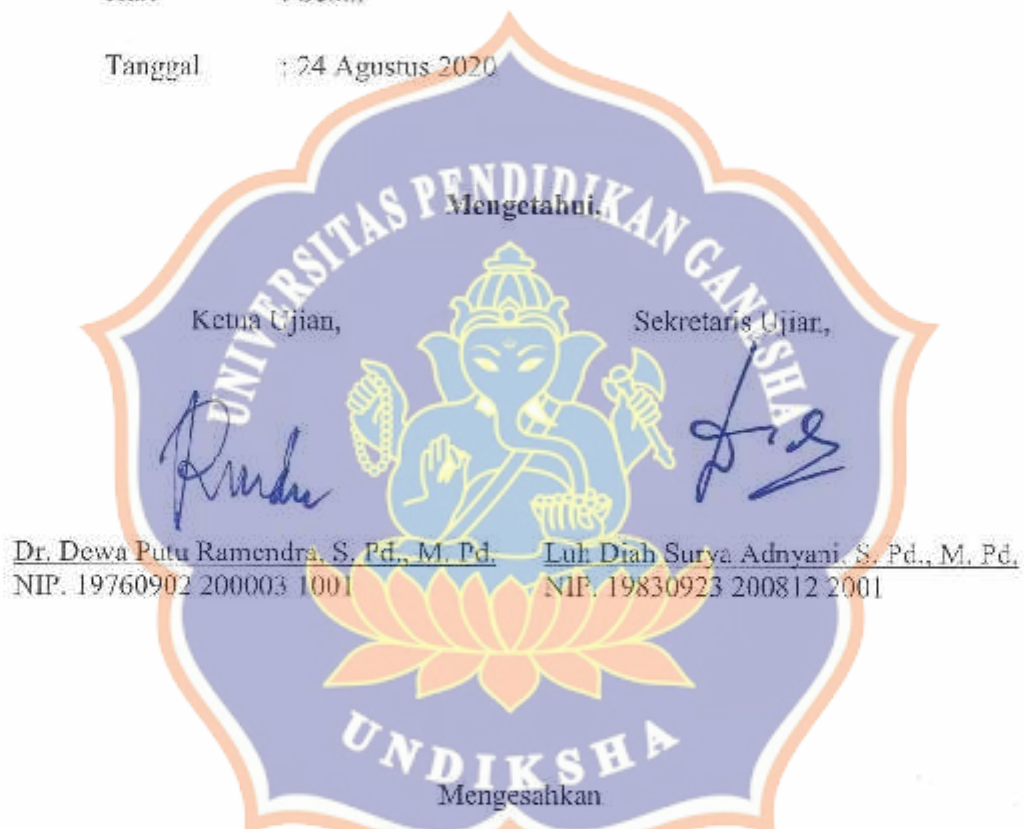 Tanggal : 24 Agustus 2020
UNIVERSITAS PENDIDIKAN GANESHA
Mengetahui,
Ketua Ujian, Sekretaris Ujian,
Dr. Dewa Putu Ramendra, S. Pd., M. Pd. Luh Diah Surya Adnyani, S. Pd., M. Pd.
NIP. 19760902 200003 1001 NIP. 19830923 200812 2001
UNDIKSHA
Mengesahkan